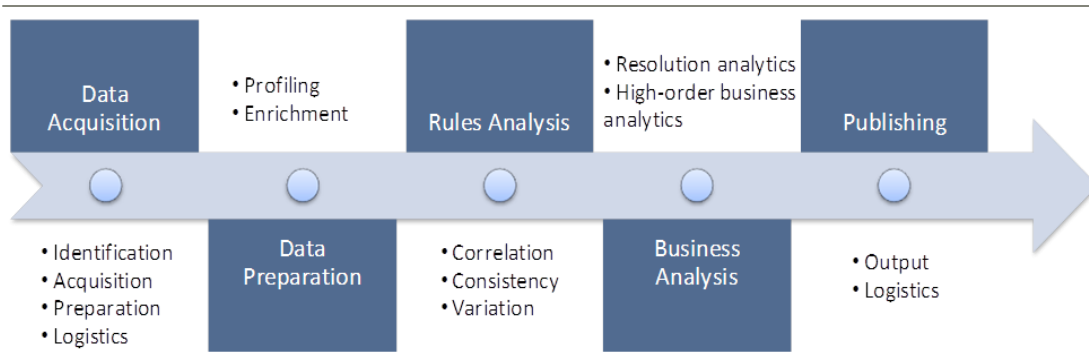 Data
Acquisition
• Identification
• Acquisition
• Preparation
• Logistics
• Profiling
• Enrichment
Data
Preparation
Rules Analysis
• Correlation
• Consistency
• Variation
• Resolution analytics
• High-order business
analytics
Business
Analysis
Publishing
• Output
• Logistics